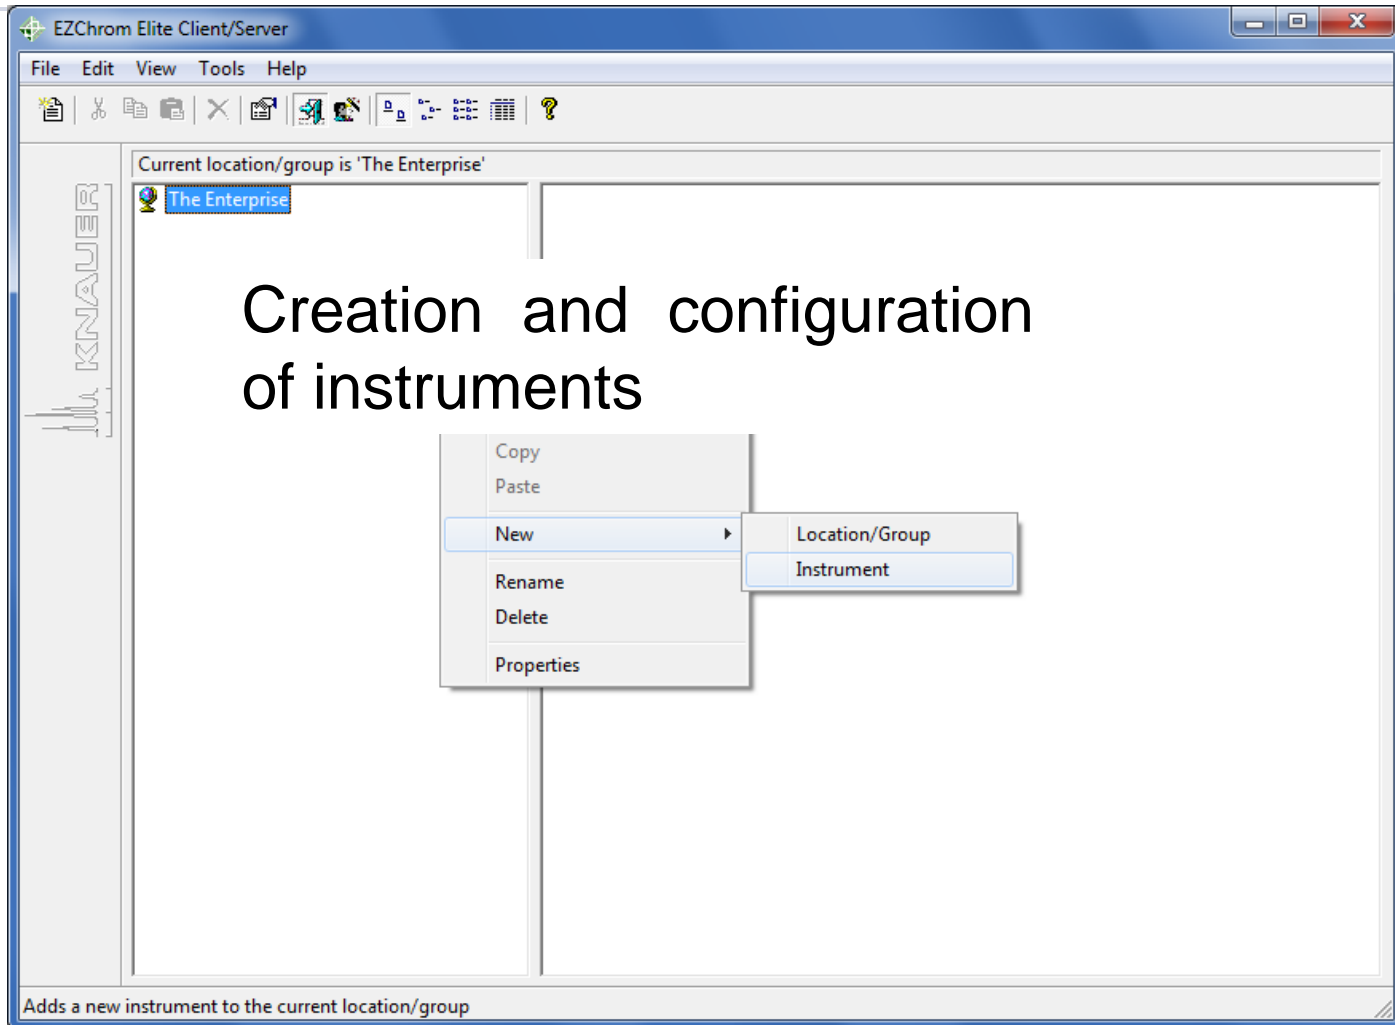 EZChrom Elite Client/Server
File Edit View Tools Help
Current location/group is 'The Enterprise'
KNAUER
The Enterprise
Creation and configuration
of instruments
Copy
Paste
New
Location/Group
Instrument
Rename
Delete
Properties
Adds a new instrument to the current location/group